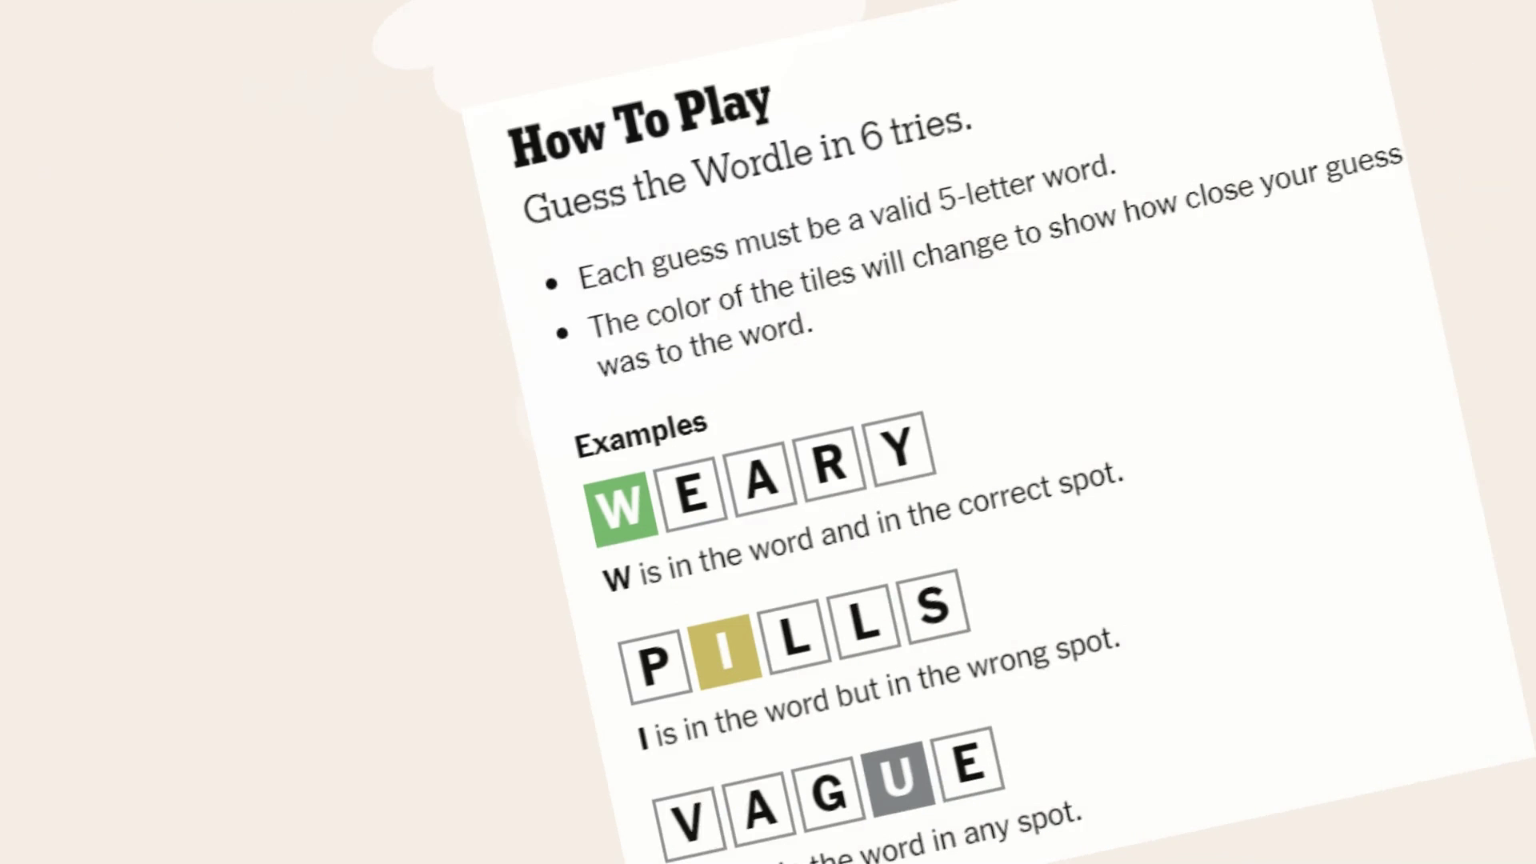 How To Play
Guess the Wordle in 6 tries.
• Each guess must be a valid 5-letter word.
• The color of the tiles will change to show how close your guess
was to the word.
Examples
WEARY
W is in the word and in the correct spot.
PILLS
I is in the word but in the wrong spot.
VAGUE
the word in any spot.